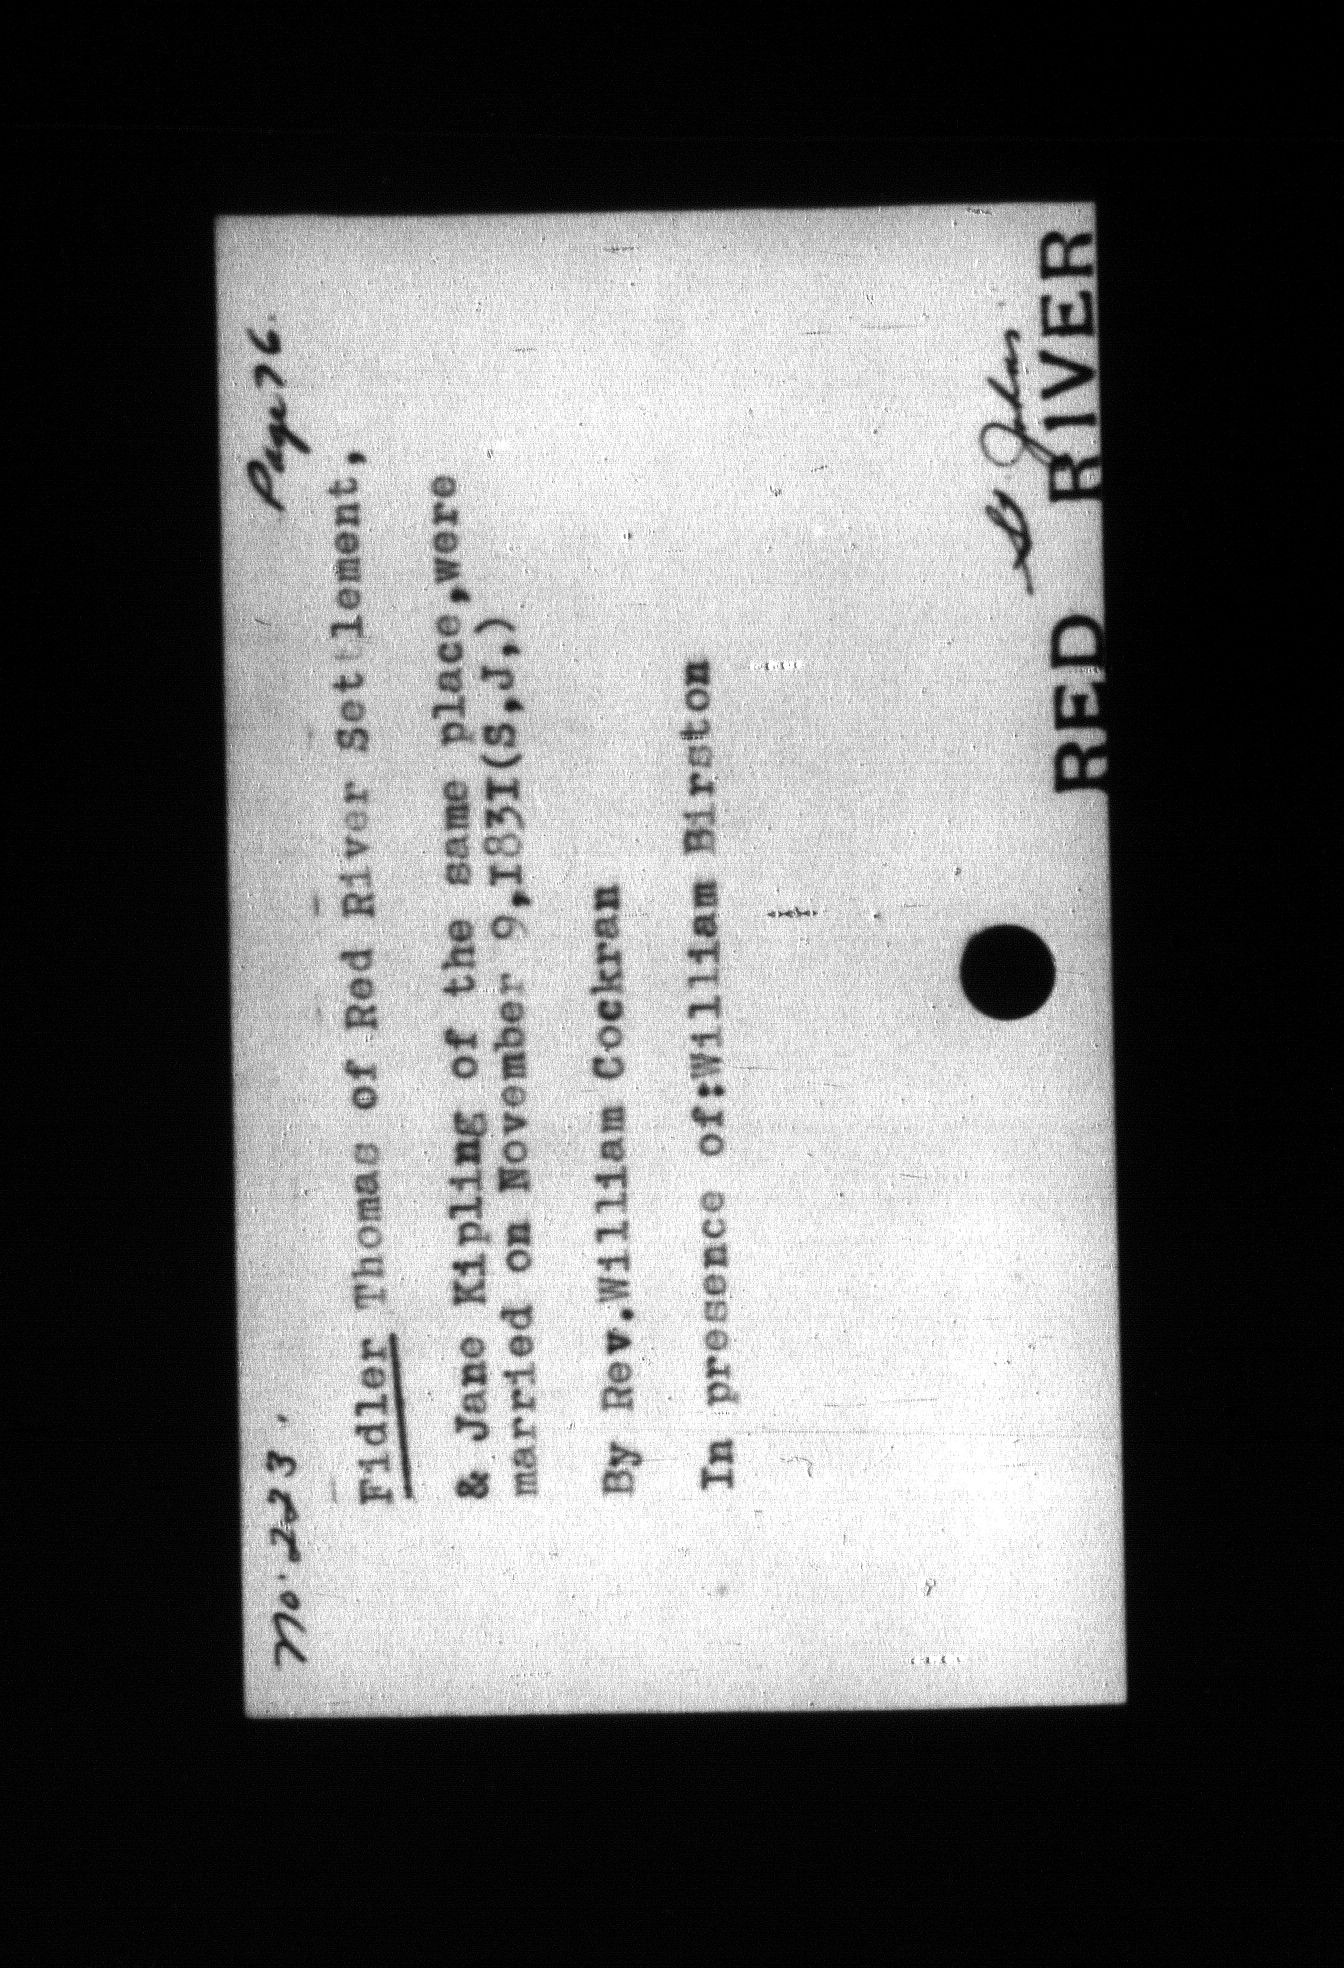 No. 223. Page 76.
Fidler Thomas of Red River Settlement,
& Jane Kipling of the same place,were
married on November 9,I83I(S,J,)
By Rev.William Cockran
In presence of:William Birston
St Johns
RED RIVER